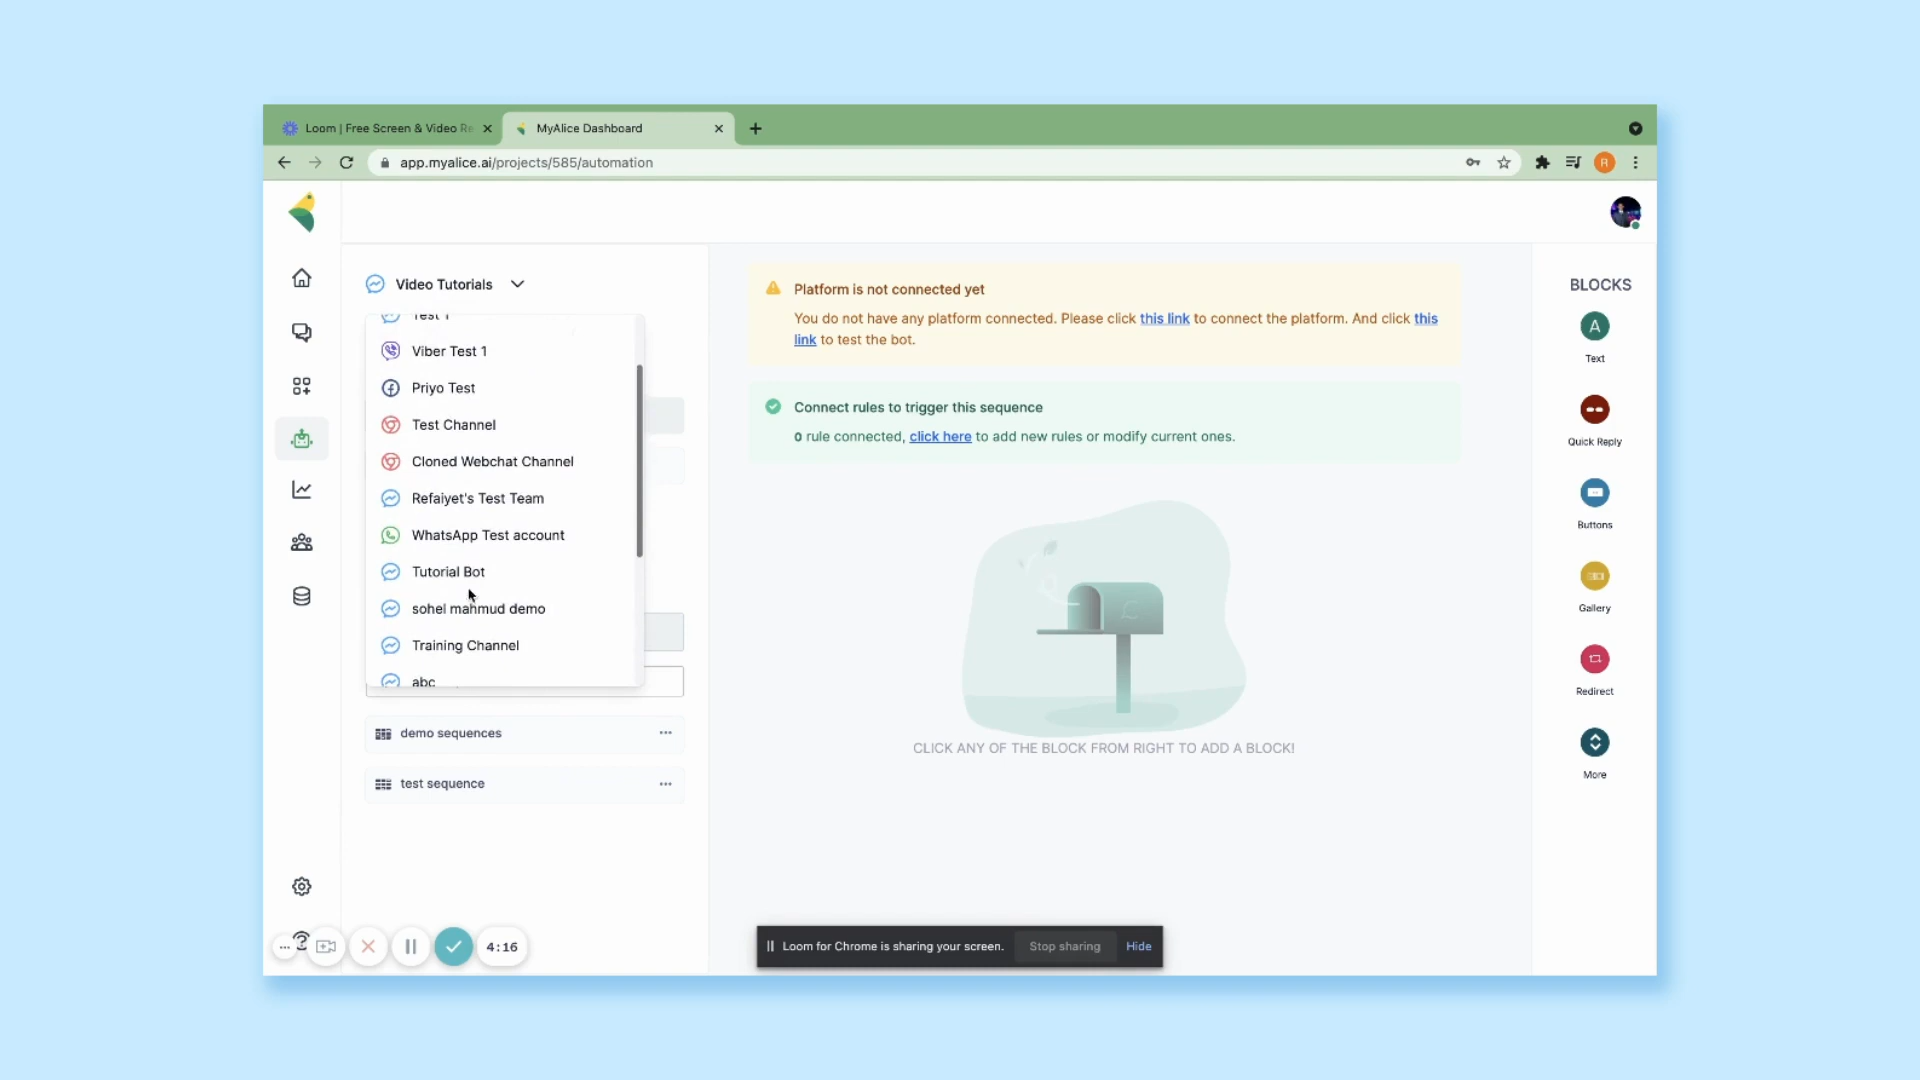 Loom | Free Screen & Video Re
MyAlice Dashboard
app.myalice.ai/projects/585/automation
R
Video Tutorials
Test 1
Viber Test 1
Priyo Test
Test Channel
Cloned Webchat Channel
Refaiyet's Test Team
WhatsApp Test account
Tutorial Bot
sohel mahmud demo
Training Channel
abc
demo sequences
test sequence
Platform is not connected yet
You do not have any platform connected. Please click this link to connect the platform. And click this
link to test the bot.
Connect rules to trigger this sequence
0 rule connected, click here to add new rules or modify current ones.
CLICK ANY OF THE BLOCK FROM RIGHT TO ADD A BLOCK!
BLOCKS
A
Text
Quick Reply
Buttons
Gallery
Redirect
More
4:16
Loom for Chrome is sharing your screen.
Stop sharing
Hide